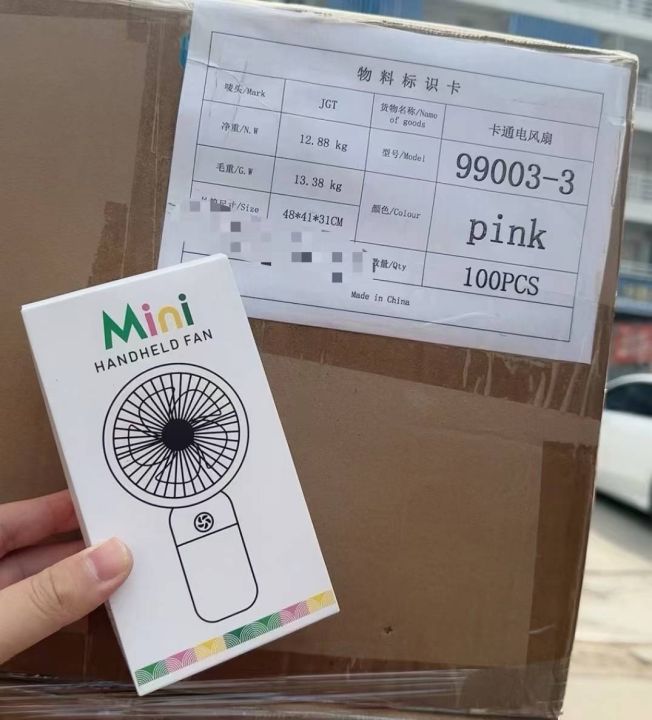 物料标识卡
唛头/Mark JGT 货物名称/Name of goods 卡通电风扇
净重/N.W 12.88 kg 型号/Model 99003-3
毛重/G.W 13.38 kg 颜色/Colour pink
/Size 48*41*31CM
数量/Qty 100PCS
Made in China
Mini
HANDHELD FAN